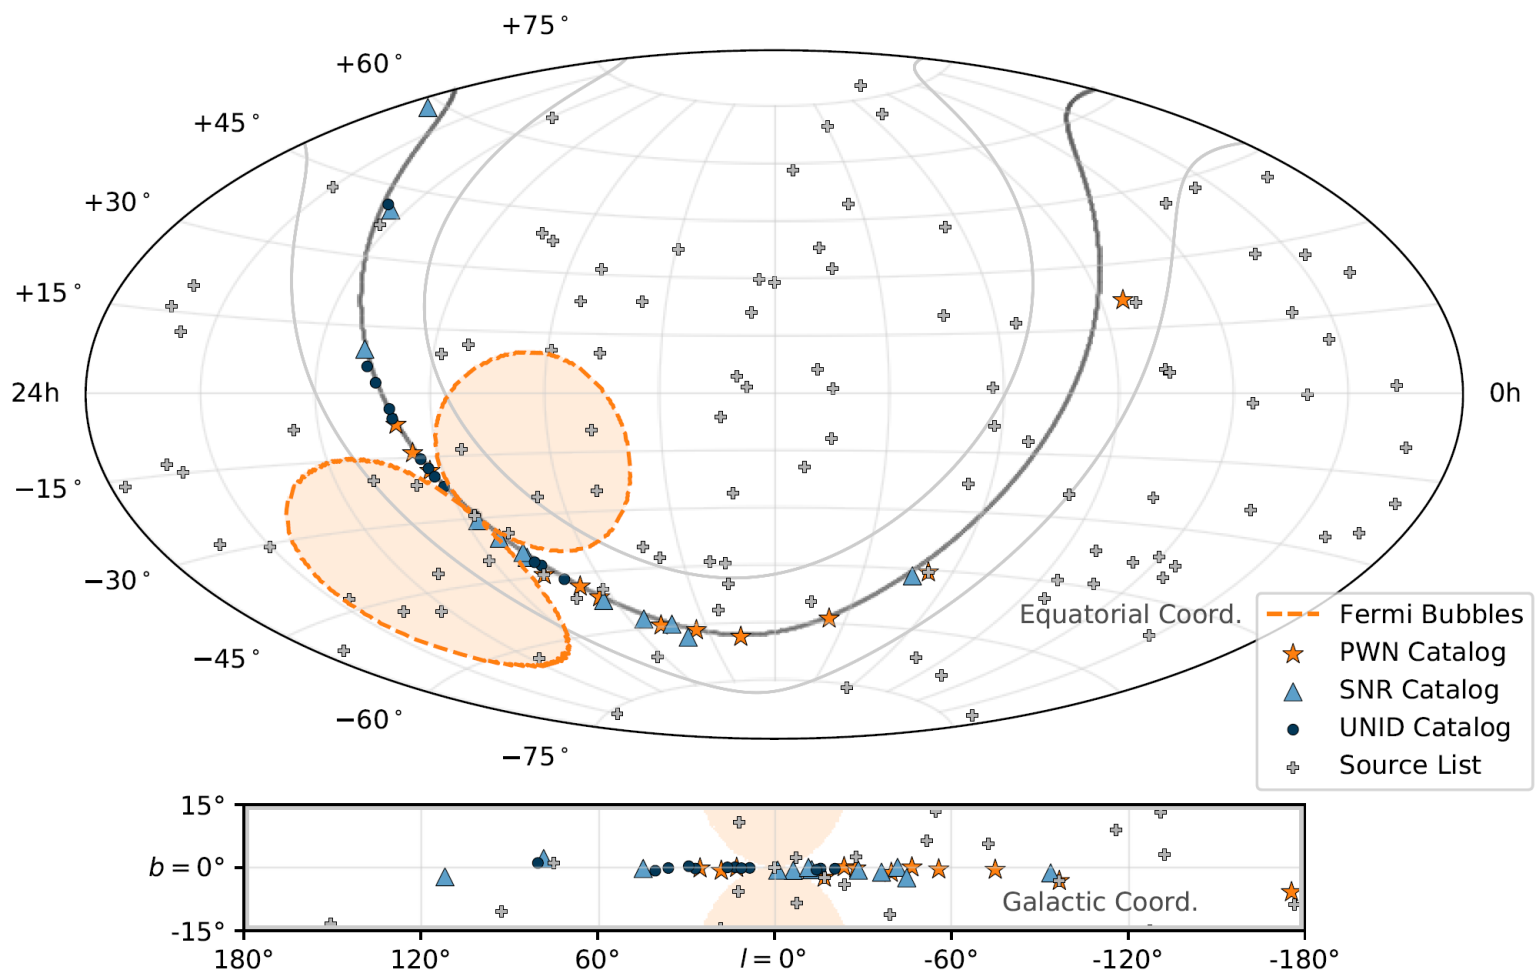 +75°
+60°
+45°
+30°
+15°
24h
0h
−15°
−30°
−45°
−60°
−75°
Equatorial Coord.
Fermi Bubbles
PWN Catalog
SNR Catalog
UNID Catalog
Source List
15°
b = 0°
-15°
Galactic Coord.
180° 120° 60° l = 0° -60° -120° -180°